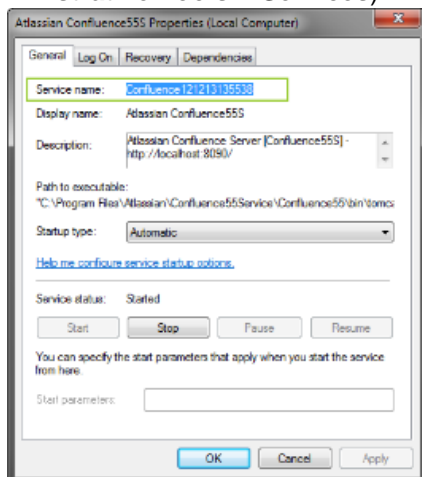 Atlassian Confluence55S Properties (Local Computer)
General Log On Recovery Dependencies
Service name: Confluence121213135538
Display name: Atlassian Confluence55S
Description: Atlassian Confluence Server [Confluence55S] -
http://localhost:8090/
Path to executable:
"C:\Program Files\Atlassian\Confluence55Service\Confluence55\bin\tomca
Startup type: Automatic
Help me configure service startup options.
Service status: Started
Start Stop Pause Resume
You can specify the start parameters that apply when you start the service
from here.
Start parameters:
OK Cancel Apply